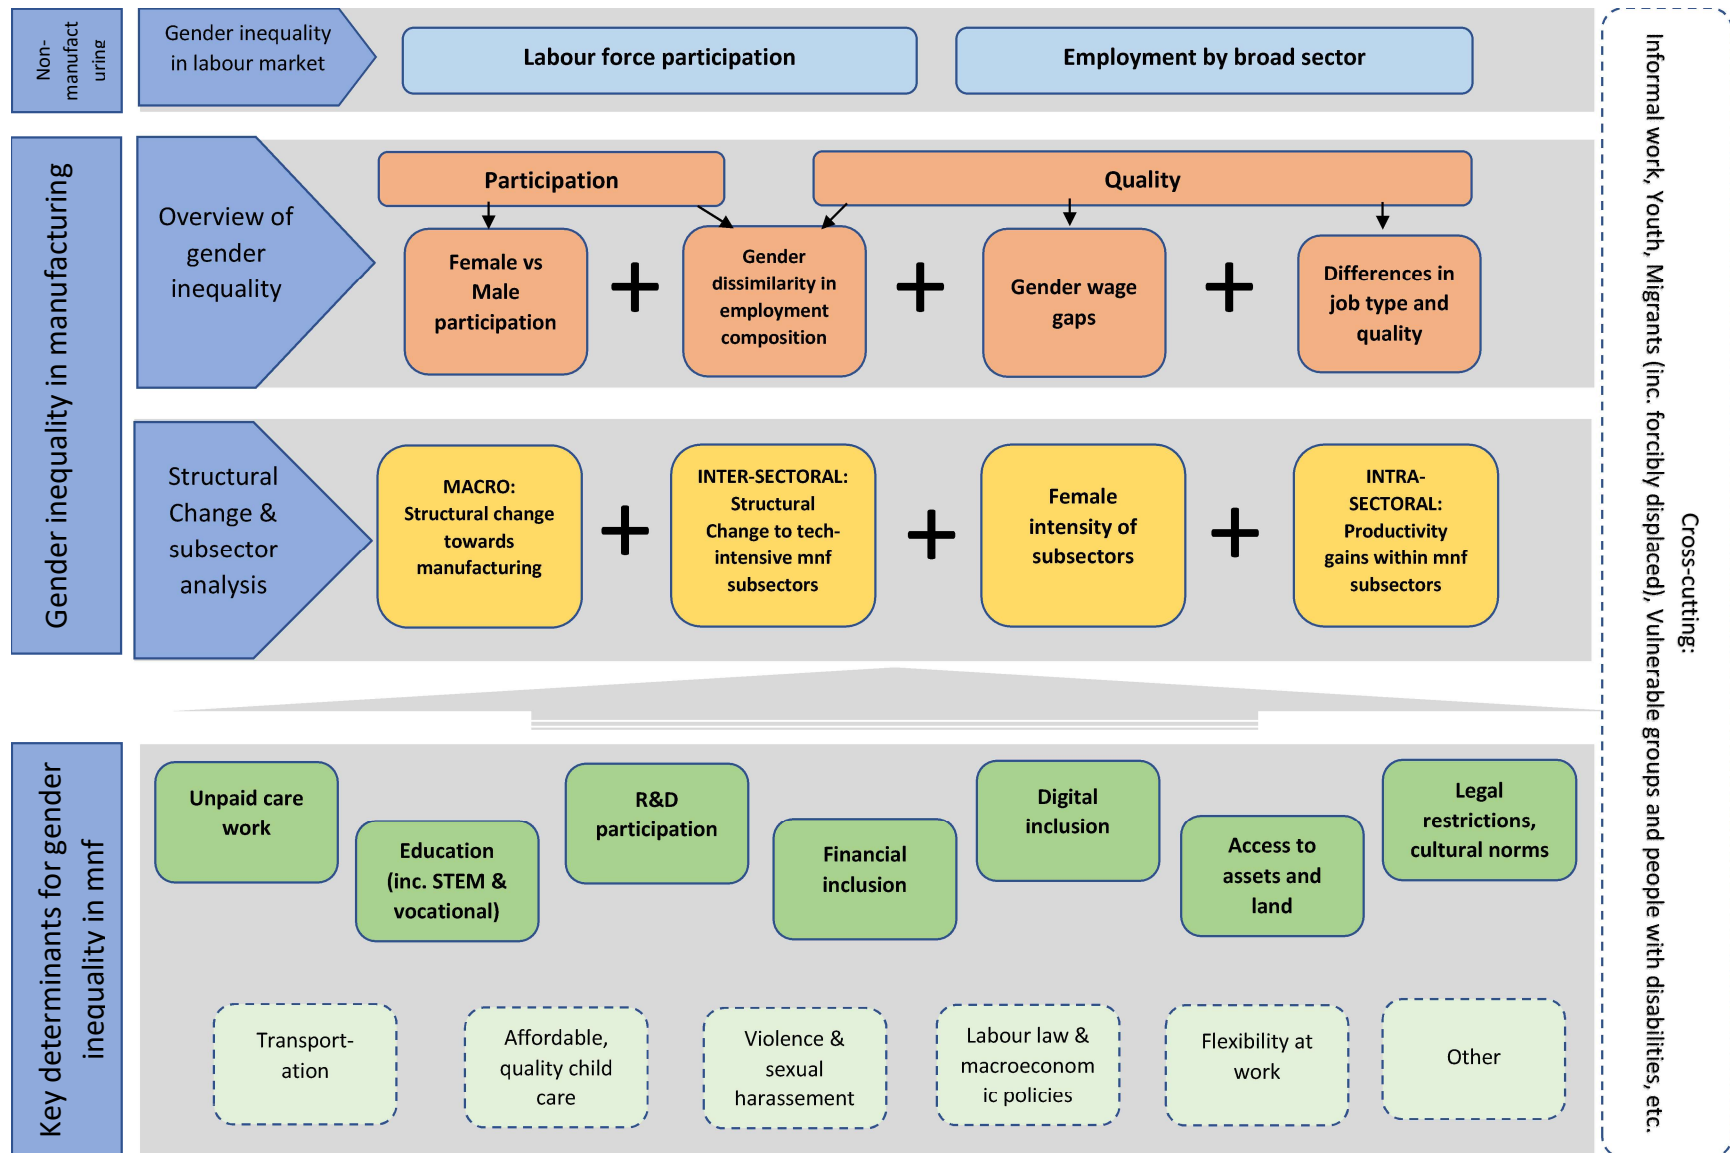 Non-
manufact
uring
Gender inequality
in labour market
Labour force participation
Employment by broad sector
Gender inequality in manufacturing
Overview of
gender
inequality
Participation
Quality
Female vs
Male
participation
Gender
dissimilarity in
employment
composition
Gender wage
gaps
Differences in
job type and
quality
Structural
Change &
subsector
analysis
MACRO:
Structural change
towards
manufacturing
INTER-SECTORAL:
Structural
Change to tech-
intensive mnf
subsectors
Female
intensity of
subsectors
INTRA-
SECTORAL:
Productivity
gains within mnf
subsectors
Key determinants for gender
inequality in mnf
Unpaid care
work
Education
(inc. STEM &
vocational)
R&D
participation
Financial
inclusion
Digital
inclusion
Access to
assets and
land
Legal
restrictions,
cultural norms
Transport-
ation
Affordable,
quality child
care
Violence &
sexual
harassement
Labour law &
macroeconom
ic policies
Flexibility at
work
Other
Cross-cutting:
Informal work, Youth, Migrants (inc. forcibly displaced), Vulnerable groups and people with disabilities, etc.